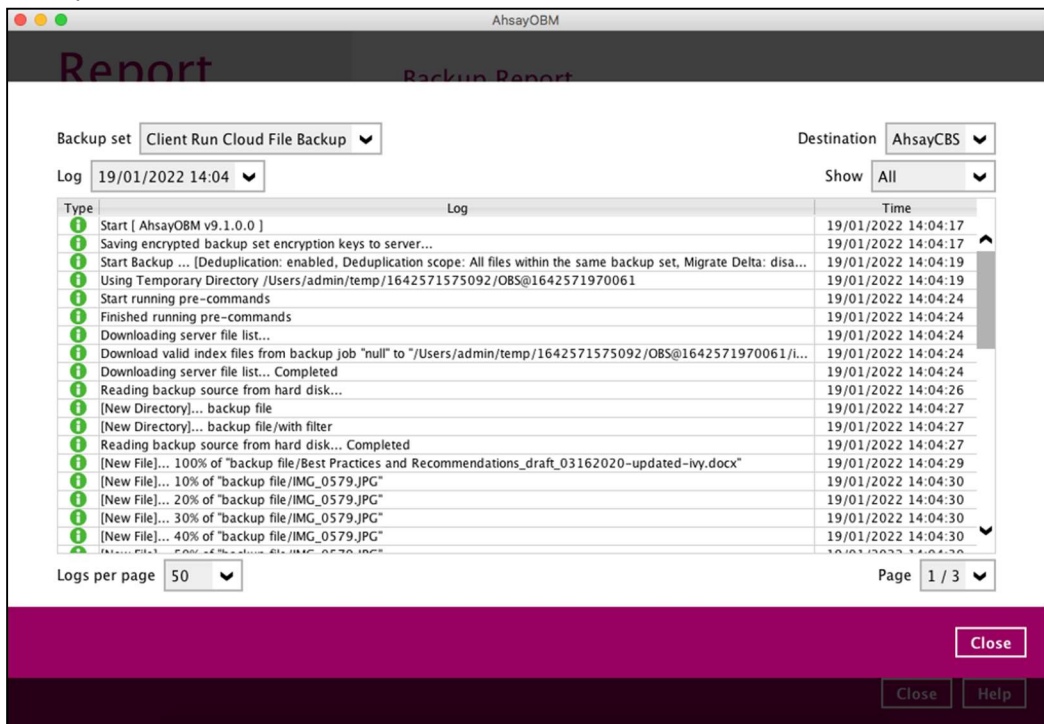 AhsayOBM
Report
Backup Report
Backup set Client Run Cloud File Backup Destination AhsayCBS
Log 19/01/2022 14:04 Show All
Type Log Time
Start [ AhsayOBM v9.1.0.0 ] 19/01/2022 14:04:17
Saving encrypted backup set encryption keys to server... 19/01/2022 14:04:17
Start Backup ... [Deduplication: enabled, Deduplication scope: All files within the same backup set, Migrate Delta: disa... 19/01/2022 14:04:19
Using Temporary Directory /Users/admin/temp/1642571575092/OBS@1642571970061 19/01/2022 14:04:19
Start running pre-commands 19/01/2022 14:04:24
Finished running pre-commands 19/01/2022 14:04:24
Downloading server file list... 19/01/2022 14:04:24
Download valid index files from backup job "null" to "/Users/admin/temp/1642571575092/OBS@1642571970061/i... 19/01/2022 14:04:24
Downloading server file list... Completed 19/01/2022 14:04:24
Reading backup source from hard disk... 19/01/2022 14:04:26
[New Directory]... backup file 19/01/2022 14:04:27
[New Directory]... backup file/with filter 19/01/2022 14:04:27
Reading backup source from hard disk... Completed 19/01/2022 14:04:27
[New File]... 100% of "backup file/Best Practices and Recommendations_draft_03162020-updated-ivy.docx" 19/01/2022 14:04:29
[New File]... 10% of "backup file/IMG_0579.JPG" 19/01/2022 14:04:30
[New File]... 20% of "backup file/IMG_0579.JPG" 19/01/2022 14:04:30
[New File]... 30% of "backup file/IMG_0579.JPG" 19/01/2022 14:04:30
[New File]... 40% of "backup file/IMG_0579.JPG" 19/01/2022 14:04:30
[New File]... 50% of "backup file/IMG_0579.JPG" 19/01/2022 14:04:30
Logs per page 50 Page 1 / 3
Close
Close Help